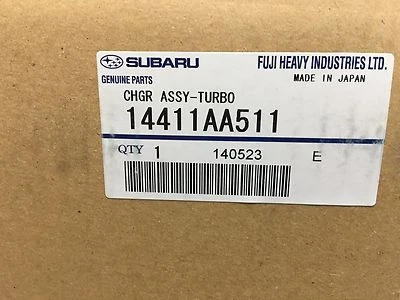 SUBARU FUJI HEAVY INDUSTRIES LTD.
GENUINE PARTS MADE IN JAPAN
CHGR ASSY-TURBO
14411AA511
QTY 1 140523 E